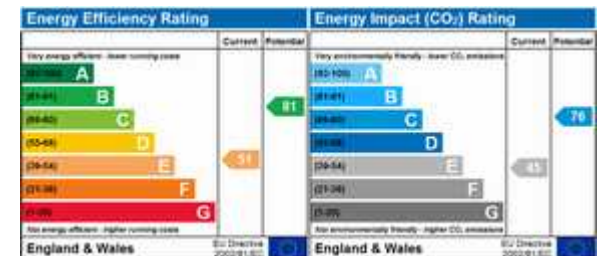 Energy Efficiency Rating
Current Potential
Very energy efficient - lower running costs
(92-100) A
(81-91) B
(69-80) C
(55-68) D
(39-54) E
(21-38) F
(1-20) G
81
51
Not energy efficient - higher running costs
England & Wales
EU Directive
2002/91/EC
Energy Impact (CO₂) Rating
Current Potential
Very environmentally friendly - lower CO₂ emissions
(92-100) A
(81-91) B
(69-80) C
(55-68) D
(39-54) E
(21-38) F
(1-20) G
76
45
Not environmentally friendly - higher CO₂ emissions
England & Wales
EU Directive
2002/91/EC